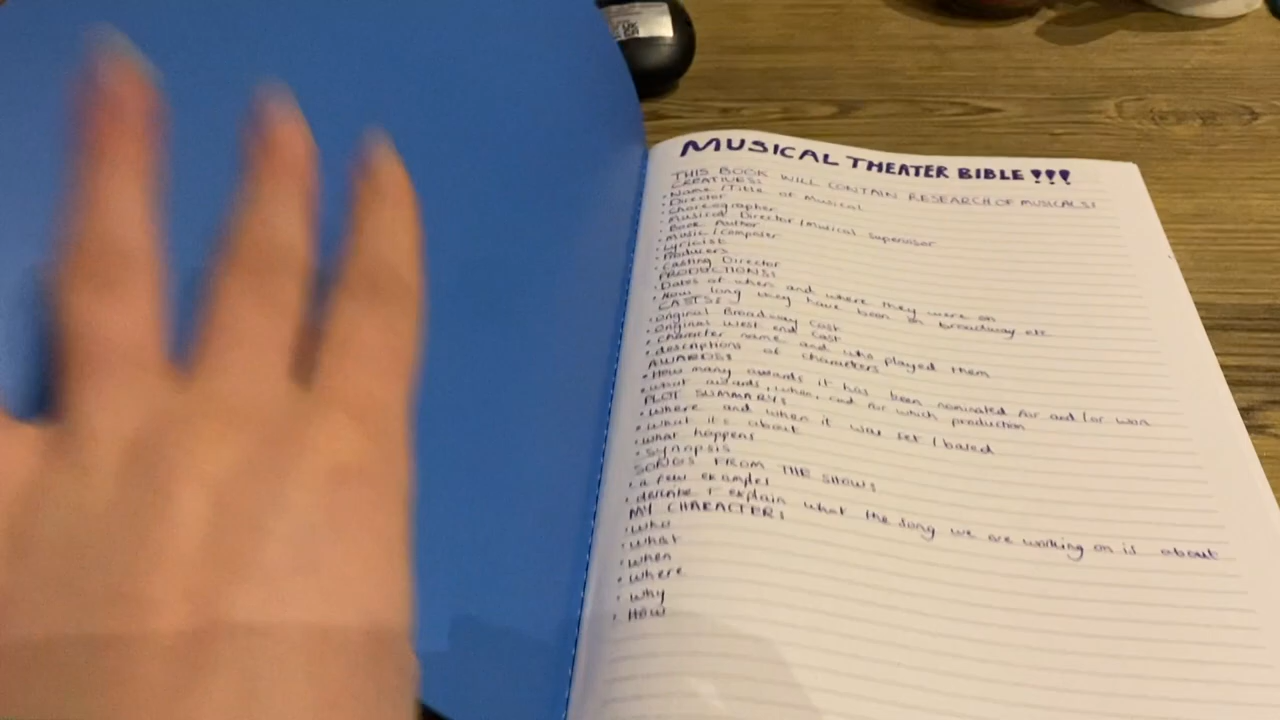 MUSICAL THEATER BIBLE!!!
THIS BOOK WILL CONTAIN RESEARCH OF MUSICALS!
CREATIVES:
• Name/Title of Musical
• Director
• Choreographer
• Musical Director/Musical Supervisor
• Book Author
• Music/Composer
• Lyricist
• Producers
• Casting Director
PRODUCTIONS:
• Dates of when and where they were on
• How long they have been on broadway etc
CASTS:
• Original Broadway Cast
• Original West end Cast
• Character name and who played them
• descriptions of characters
AWARDS:
• How many awards it has been nominated for and/or won
• what awards, when, and for which production
PLOT SUMMARY:
• Where and when it was set/based
• What it's about
• What happens
• Synopsis
SONGS FROM THE SHOW:
• a few examples
• describe + explain what the song we are working on is about
MY CHARACTER:
• Who
• What
• When
• Where
• Why
• How